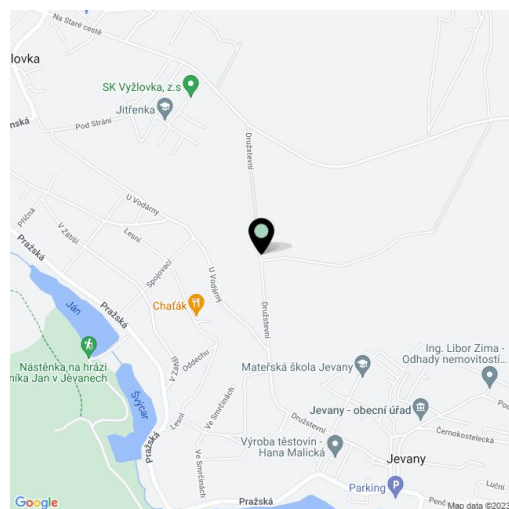 Na Staré cestě
lovka
SK Vyžlovka, z.s
Jitřenka
Pod Strání
enská
Družstevní
U Vodárny
Příčná
V Zátiší
Lesní
Pražská
Spojovací
U Vodárny
Ján
Pražská
Chaťák
Družstevní
Nástěnka na hrázi
níka Jan v Jevanech
V Zátiší
Oddechu
Švýcar
Lesní
Ve Smrčinách
Mateřská škola Jevany
Ing. Libor Zima -
Odhady nemovitostí...
Jevany - obecní úřad
Družstevní
Černokostelecká
Pražská
Ve Smrčinách
Výroba těstovin -
Hana Malická
Jevany
Parking
Luční
Pražská
Google
Map data ©2023